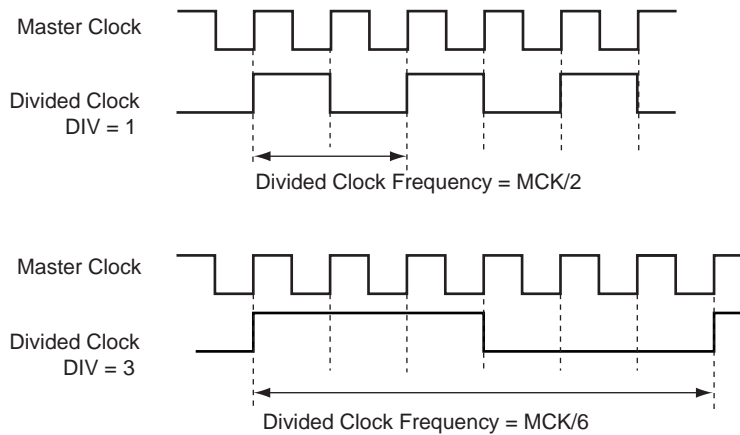 Master Clock
Divided Clock
DIV = 1
Divided Clock Frequency = MCK/2
Master Clock
Divided Clock
DIV = 3
Divided Clock Frequency = MCK/6